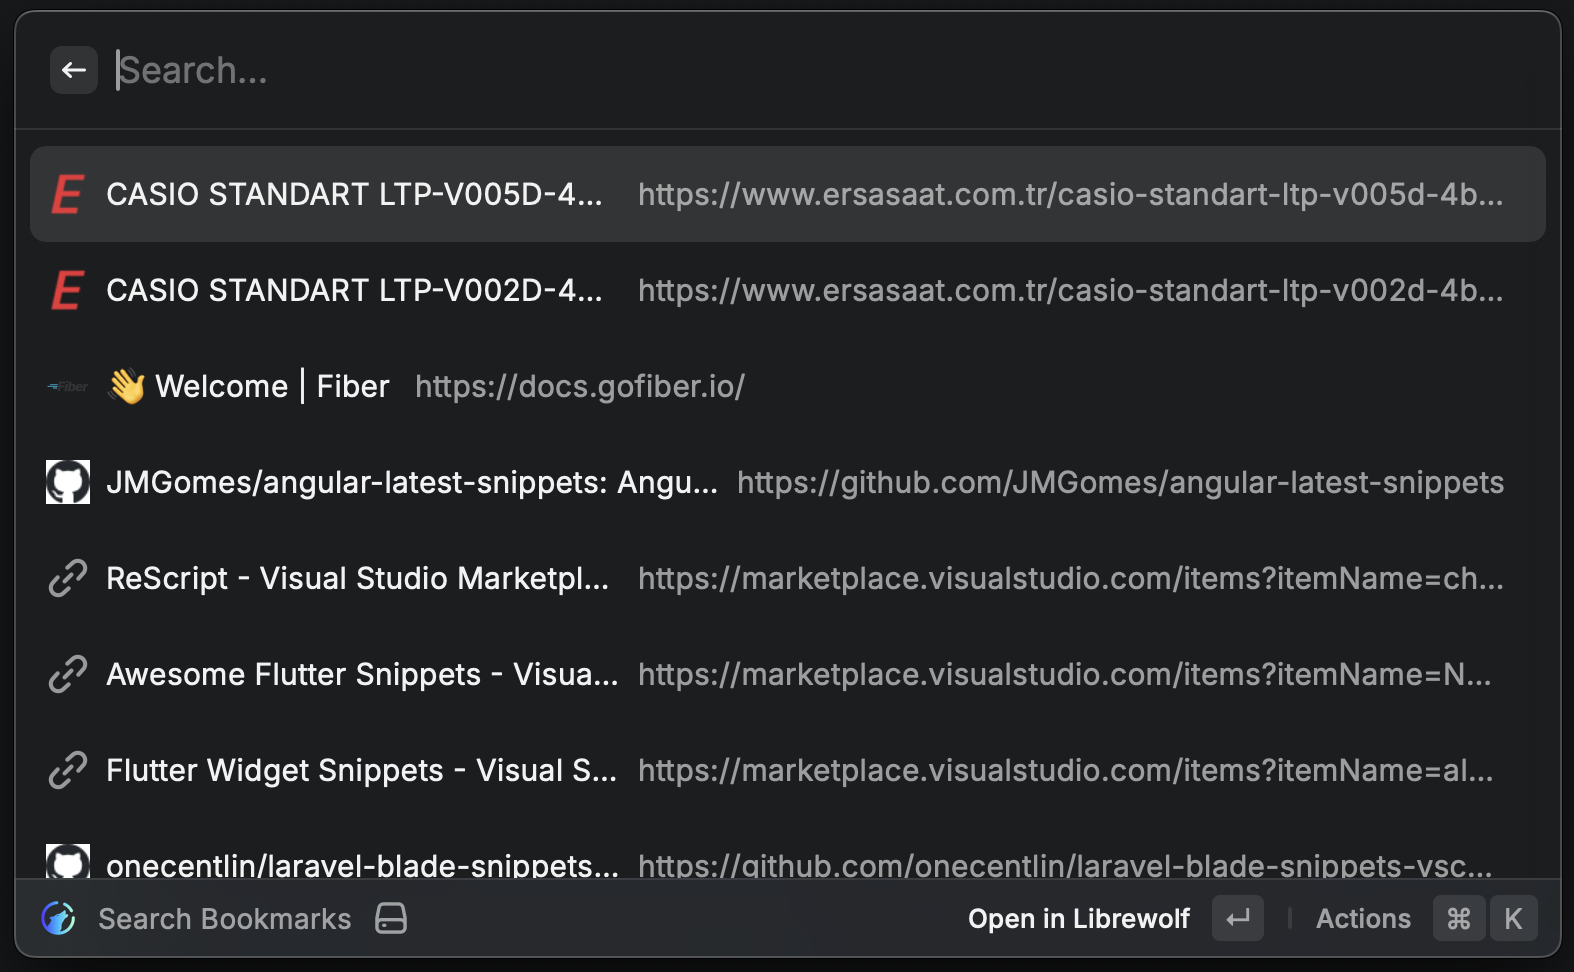 Search...
E CASIO STANDART LTP-V005D-4... https://www.ersasaat.com.tr/casio-standart-ltp-v005d-4b...
E CASIO STANDART LTP-V002D-4... https://www.ersasaat.com.tr/casio-standart-ltp-v002d-4b...
Fiber 👋 Welcome | Fiber https://docs.gofiber.io/
JMGomes/angular-latest-snippets: Angu... https://github.com/JMGomes/angular-latest-snippets
ReScript - Visual Studio Marketpl... https://marketplace.visualstudio.com/items?itemName=ch...
Awesome Flutter Snippets - Visua... https://marketplace.visualstudio.com/items?itemName=N...
Flutter Widget Snippets - Visual S... https://marketplace.visualstudio.com/items?itemName=al...
onecentlin/laravel-blade-snippets... https://github.com/onecentlin/laravel-blade-snippets-vsc...
Search Bookmarks Open in Librewolf ↵ | Actions ⌘ K